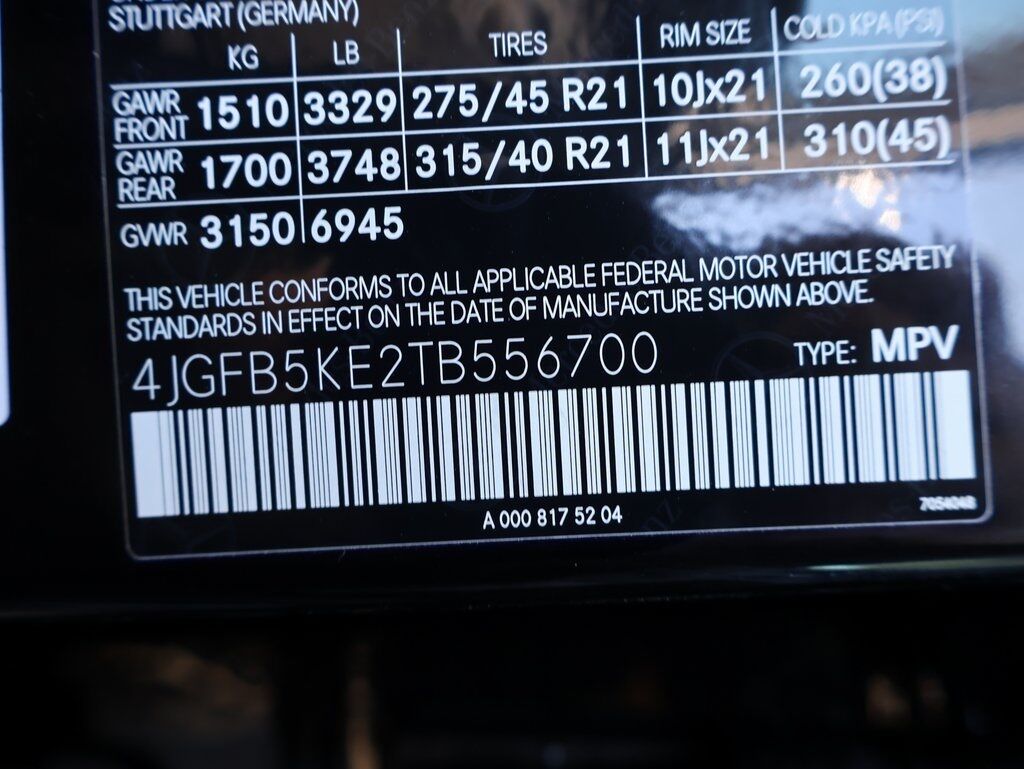 STUTTGART (GERMANY)
KG LB TIRES RIM SIZE COLD KPA (PSI)
GAWR FRONT 1510 3329 275/45 R21 10Jx21 260(38)
GAWR REAR 1700 3748 315/40 R21 11Jx21 310(45)
GVWR 3150 6945
THIS VEHICLE CONFORMS TO ALL APPLICABLE FEDERAL MOTOR VEHICLE SAFETY
STANDARDS IN EFFECT ON THE DATE OF MANUFACTURE SHOWN ABOVE.
4JGFB5KE2TB556700 TYPE: MPV
A 000 817 52 04